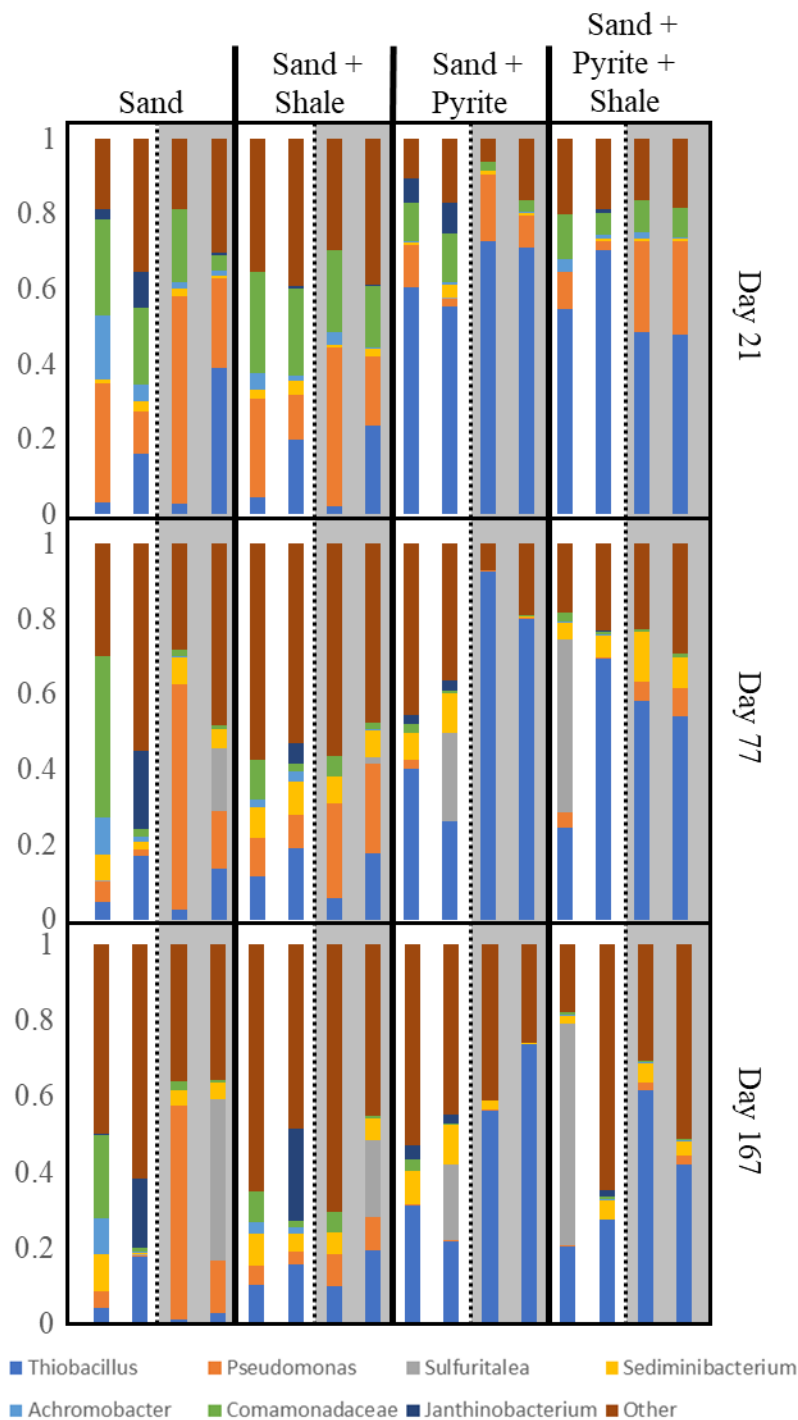 Sand
Sand +
Shale
Sand +
Pyrite
Sand +
Pyrite +
Shale
1
0.8
0.6
0.4
0.2
0
Day 21
1
0.8
0.6
0.4
0.2
0
Day 77
1
0.8
0.6
0.4
0.2
0
Day 167
Thiobacillus Pseudomonas Sulfuritalea Sediminibacterium
Achromobacter Comamonadaceae Janthinobacterium Other